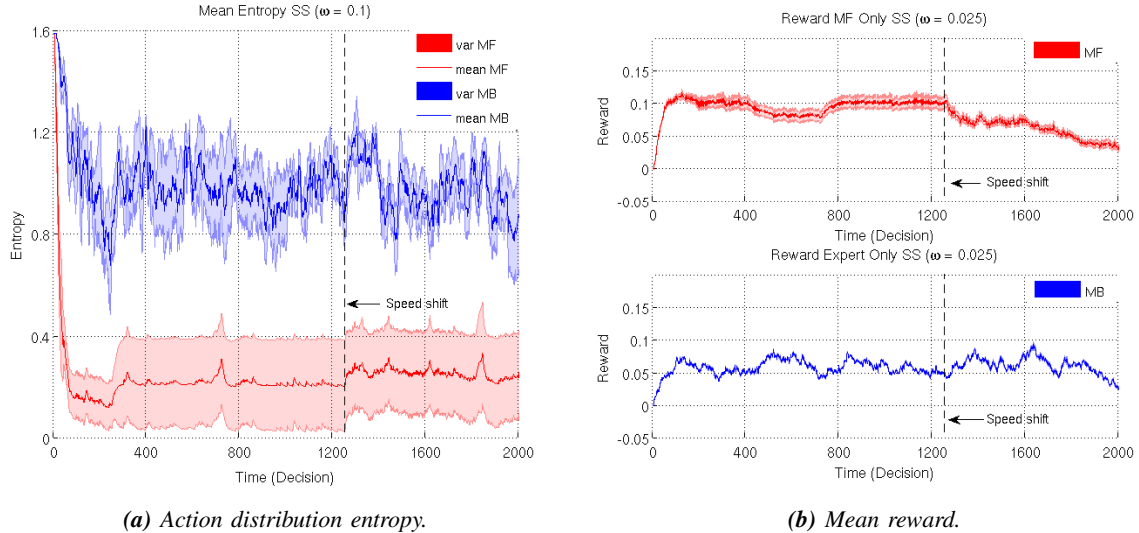 Mean Entropy SS (ω = 0.1)
1.6
1.2
0.8
0.4
0
Entropy
var MF
mean MF
var MB
mean MB
Speed shift
0 400 800 1200 1600 2000
Time (Decision)
(a) Action distribution entropy.
Reward MF Only SS (ω = 0.025)
0.15
0.1
0.05
0
-0.05
Reward
MF
Speed shift
0 400 800 1200 1600 2000
Time (Decision)
Reward Expert Only SS (ω = 0.025)
0.15
0.1
0.05
0
-0.05
Reward
MB
Speed shift
0 400 800 1200 1600 2000
Time (Decision)
(b) Mean reward.